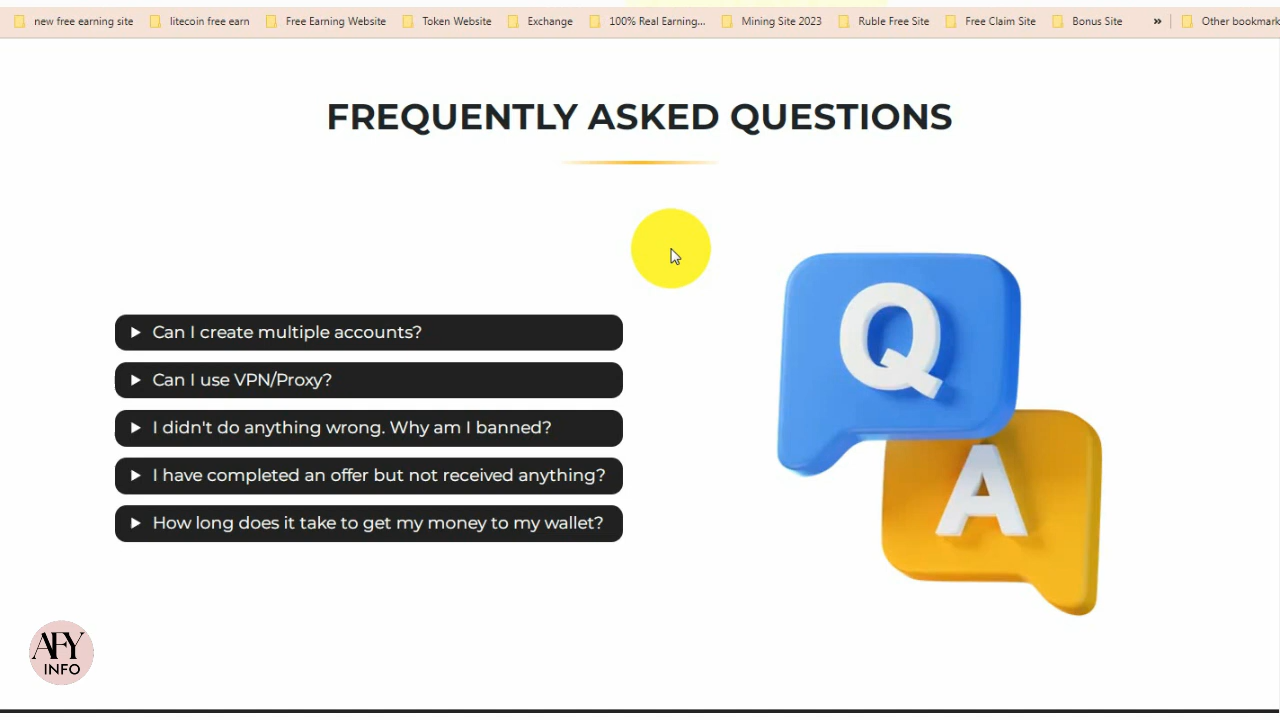 new free earning site litecoin free earn Free Earning Website Token Website Exchange 100% Real Earning... Mining Site 2023 Ruble Free Site Free Claim Site Bonus Site » Other bookmark
FREQUENTLY ASKED QUESTIONS
Can I create multiple accounts?
Can I use VPN/Proxy?
I didn't do anything wrong. Why am I banned?
I have completed an offer but not received anything?
How long does it take to get my money to my wallet?
Q
A
AFY
INFO